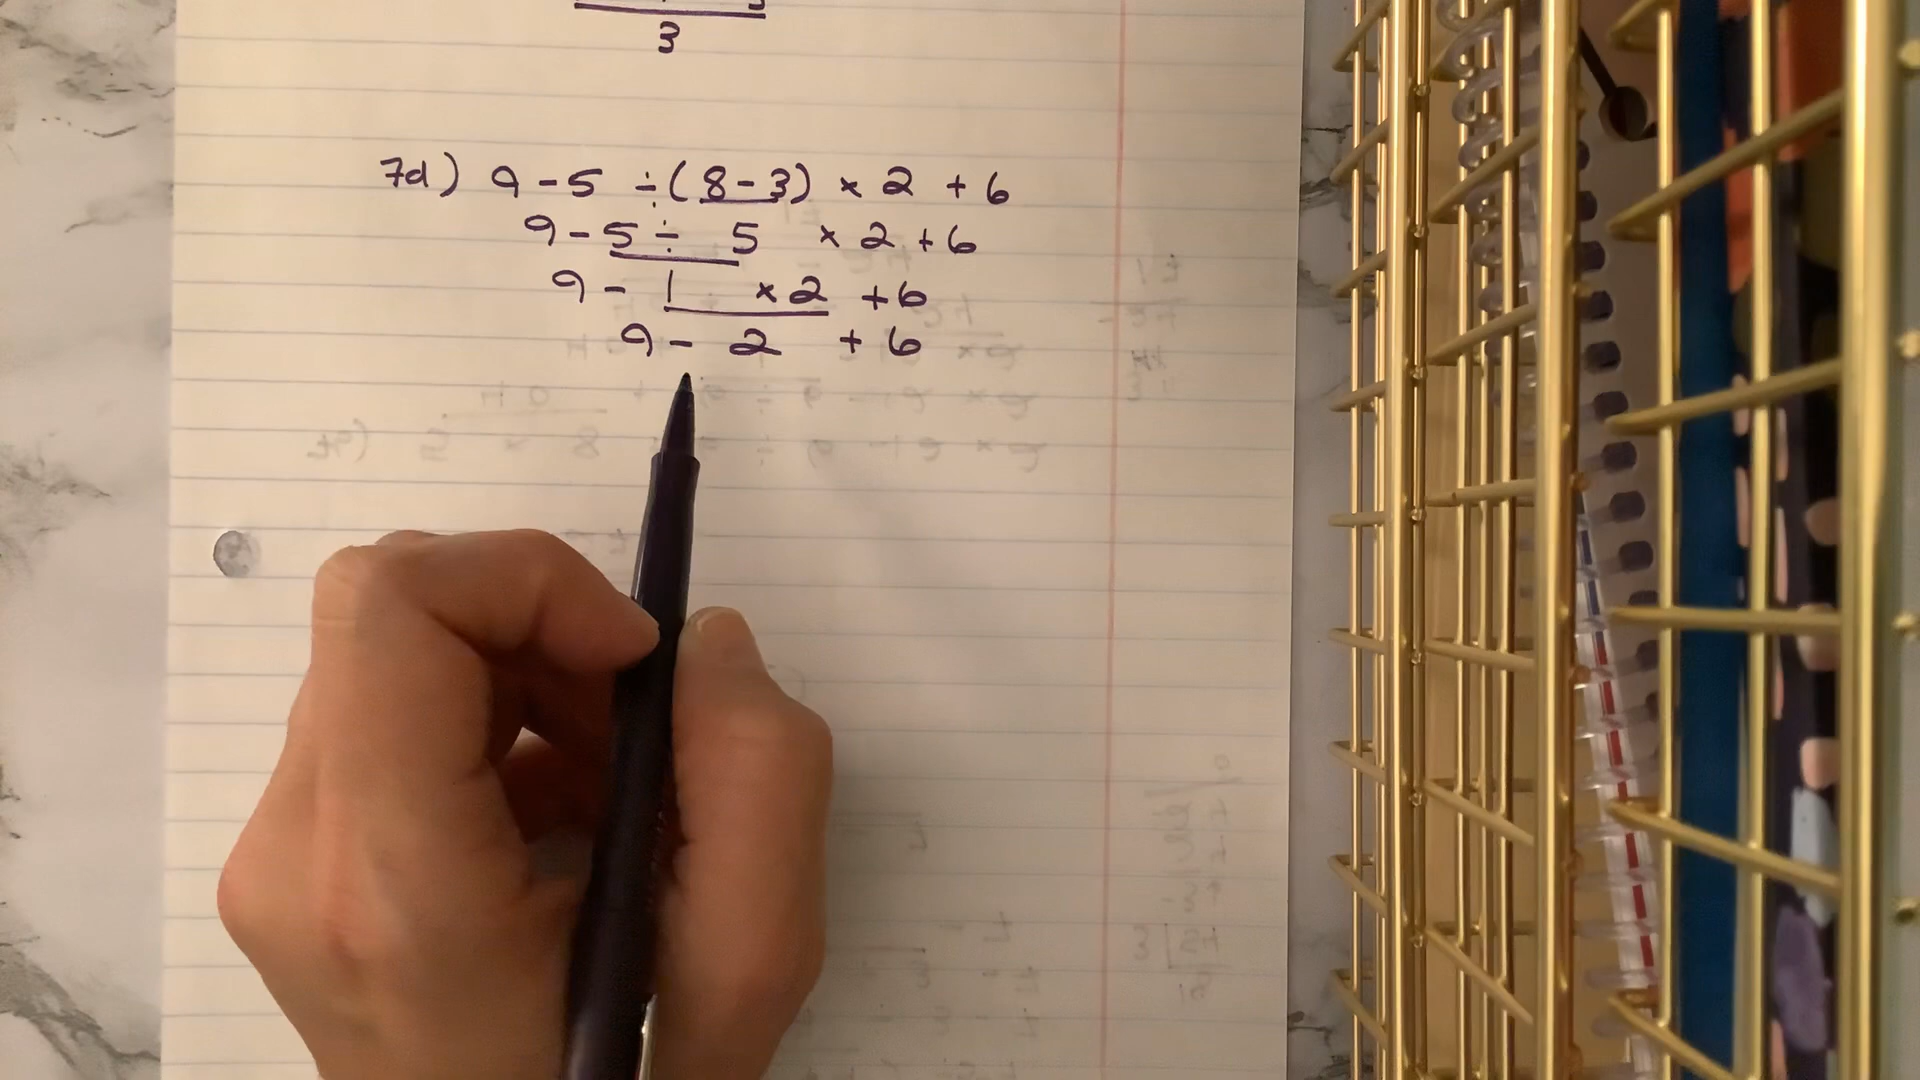 3
7d) 9 - 5 ÷ (8 - 3) × 2 + 6
9 - 5 ÷ 5 × 2 + 6
9 - 1 × 2 + 6
9 - 2 + 6